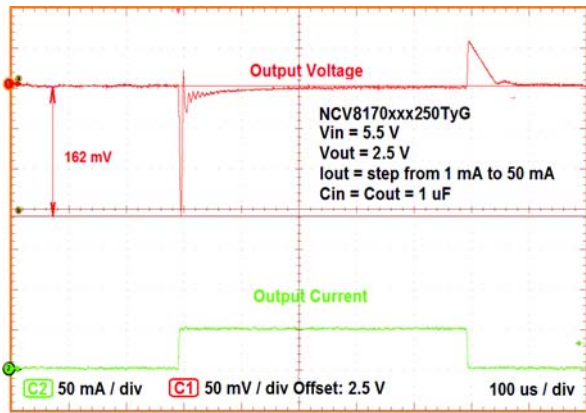 Output Voltage
NCV8170xxx250TyG
Vin = 5.5 V
Vout = 2.5 V
Iout = step from 1 mA to 50 mA
Cin = Cout = 1 uF
162 mV
Output Current
C2 50 mA / div C1 50 mV / div Offset: 2.5 V 100 us / div